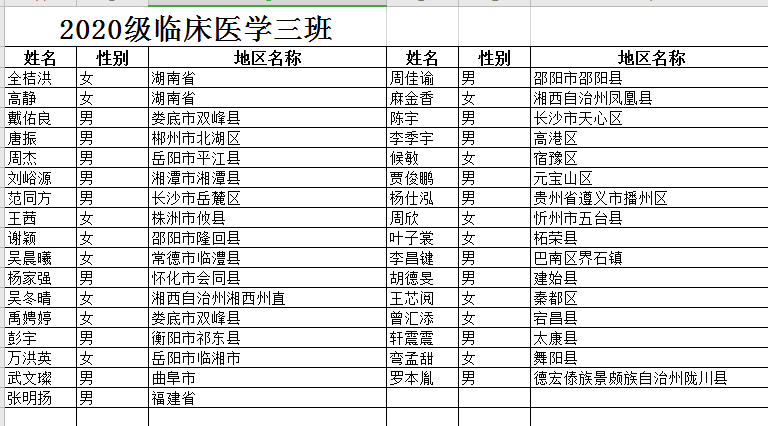 2020级临床医学三班
姓名 性别 地区名称 姓名 性别 地区名称
全桔洪 女 湖南省 周佳谕 男 邵阳市邵阳县
高静 女 湖南省 麻金香 女 湘西自治州凤凰县
戴佑良 男 娄底市双峰县 陈宇 男 长沙市天心区
唐振 男 郴州市北湖区 李季宇 男 高港区
周杰 男 岳阳市平江县 候敏 女 宿豫区
刘峪源 男 湘潭市湘潭县 贾俊鹏 男 元宝山区
范同方 男 长沙市岳麓区 杨仕泓 男 贵州省遵义市播州区
王茜 女 株洲市攸县 周欣 女 忻州市五台县
谢颖 女 邵阳市隆回县 叶子裳 女 柘荣县
吴晨曦 女 常德市临澧县 李昌键 男 巴南区界石镇
杨家强 男 怀化市会同县 胡德旻 男 建始县
吴冬晴 女 湘西自治州湘西州直 王芯阅 女 秦都区
禹娉婷 女 娄底市双峰县 曾汇添 女 宕昌县
彭宇 男 衡阳市祁东县 轩震震 男 太康县
万洪英 女 岳阳市临湘市 弯孟甜 女 舞阳县
武文璨 男 曲阜市 罗本胤 男 德宏傣族景颇族自治州陇川县
张明扬 男 福建省